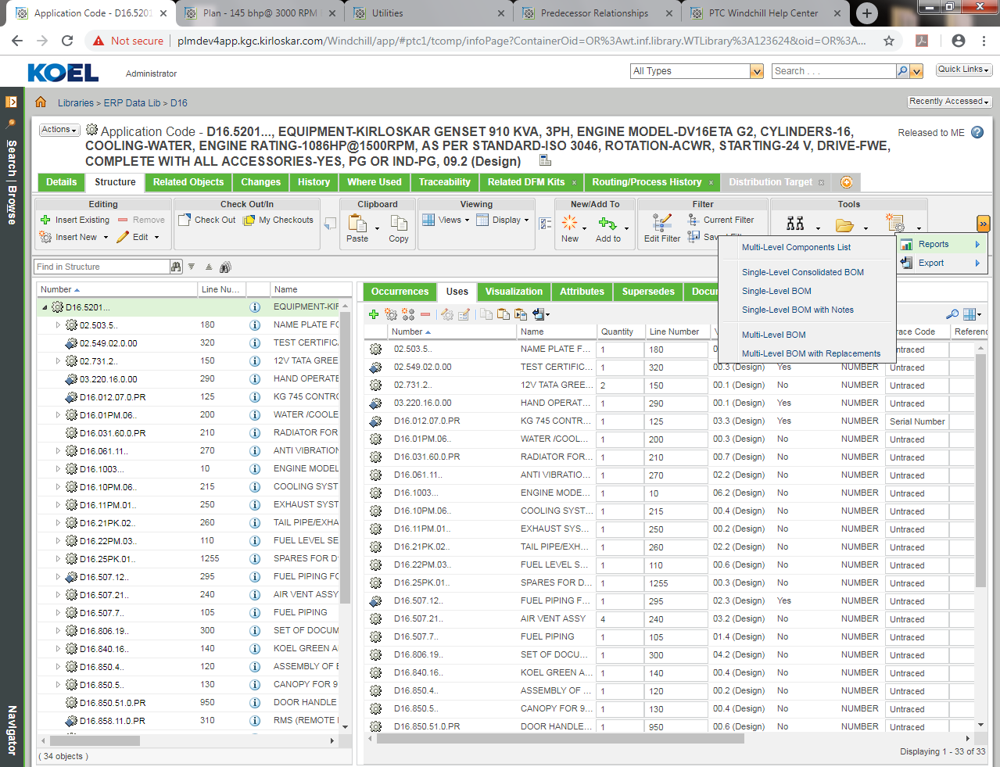 Application Code - D16.5201
Plan - 145 bhp@ 3000 RPM
Utilities
Predecessor Relationships
PTC Windchill Help Center
Not secure
plmdev4app.kgc.kirloskar.com/Windchill/app/#ptc1/tcomp/infoPage?ContainerOid=OR%3Awt.inf.library.WTLibrary%3A123624&oid=OR%3A...
KOEL
Administrator
All Types
Search . . .
Quick Links
Libraries > ERP Data Lib > D16
Recently Accessed
Actions
Application Code - D16.5201..., EQUIPMENT-KIRLOSKAR GENSET 910 KVA, 3PH, ENGINE MODEL-DV16ETA G2, CYLINDERS-16,
COOLING-WATER, ENGINE RATING-1086HP@1500RPM, AS PER STANDARD-ISO 3046, ROTATION-ACWR, STARTING-24 V, DRIVE-FWE,
COMPLETE WITH ALL ACCESSORIES-YES, PG OR IND-PG, 09.2 (Design)
Released to ME
Details Structure Related Objects Changes History Where Used Traceability Related DFM Kits Routing/Process History Distribution Target
Editing Check Out/In Clipboard Viewing New/Add To Filter Tools
Insert Existing Remove Check Out My Checkouts Views Display Current Filter
Insert New Edit Paste Copy New Add to Edit Filter
Reports
Export
Multi-Level Components List
Single-Level Consolidated BOM
Single-Level BOM
Single-Level BOM with Notes
Multi-Level BOM
Multi-Level BOM with Replacements
Find in Structure
Number Line Nu... Name
D16.5201... EQUIPMENT-KIF
02.503.5.. 180 NAME PLATE FO
02.549.02.0.00 320 TEST CERTIFIC
02.731.2.. 150 12V TATA GREE
03.220.16.0.00 290 HAND OPERATE
D16.012.07.0.PR 125 KG 745 CONTRO
D16.01PM.06.. 200 WATER /COOLE
D16.031.60.0.PR 210 RADIATOR FOR
D16.061.11.. 270 ANTI VIBRATION
D16.1003... 10 ENGINE MODEL
D16.10PM.06.. 215 COOLING SYST
D16.11PM.01.. 250 EXHAUST SYST
D16.21PK.02.. 260 TAIL PIPE/EXHA
D16.22PM.03.. 110 FUEL LEVEL SE
D16.25PK.01.. 1255 SPARES FOR D
D16.507.12.. 295 FUEL PIPING FO
D16.507.21.. 240 AIR VENT ASSY
D16.507.7.. 105 FUEL PIPING
D16.806.19.. 300 SET OF DOCUM
D16.840.16.. 140 KOEL GREEN A
D16.850.4.. 120 ASSEMBLY OF E
D16.850.5.. 130 CANOPY FOR 9
D16.850.51.0.PR 950 DOOR HANDLE
D16.858.11.0.PR 310 RMS (REMOTE
( 34 objects )
Occurrences Uses Visualization Attributes Supersedes Docu
Number Name Quantity Line Number V race Code Referenc
02.503.5.. NAME PLATE F... 1 180 00 ntraced
02.549.02.0.00 TEST CERTIFIC... 1 320 00.3 (Design) Yes NUMBER Untraced
02.731.2.. 12V TATA GREE... 2 150 00.1 (Design) No NUMBER Untraced
03.220.16.0.00 HAND OPERAT... 1 290 00.1 (Design) Yes NUMBER Untraced
D16.012.07.0.PR KG 745 CONTR... 1 125 03.3 (Design) Yes NUMBER Serial Number
D16.01PM.06.. WATER /COOL... 1 200 00.3 (Design) No NUMBER Untraced
D16.031.60.0.PR RADIATOR FOR... 1 210 00.7 (Design) No NUMBER Untraced
D16.061.11.. ANTI VIBRATIO... 1 270 02.2 (Design) No NUMBER Untraced
D16.1003... ENGINE MODE... 1 10 06.2 (Design) No NUMBER Untraced
D16.10PM.06.. COOLING SYST... 1 215 00.4 (Design) No NUMBER Untraced
D16.11PM.01.. EXHAUST SYS... 1 250 00.2 (Design) No NUMBER Untraced
D16.21PK.02.. TAIL PIPE/EXH... 1 260 02.2 (Design) No NUMBER Untraced
D16.22PM.03.. FUEL LEVEL S... 1 110 00.6 (Design) No NUMBER Untraced
D16.25PK.01.. SPARES FOR D... 1 1255 00.3 (Design) No NUMBER Untraced
D16.507.12.. FUEL PIPING F... 1 295 02.3 (Design) Yes NUMBER Untraced
D16.507.21.. AIR VENT ASSY 4 240 03.2 (Design) No NUMBER Untraced
D16.507.7.. FUEL PIPING 1 105 01.4 (Design) No NUMBER Untraced
D16.806.19.. SET OF DOCU... 1 300 04.2 (Design) No NUMBER Untraced
D16.840.16.. KOEL GREEN A... 1 140 00.4 (Design) No NUMBER Untraced
D16.850.4.. ASSEMBLY OF ... 1 120 00.2 (Design) No NUMBER Untraced
D16.850.5.. CANOPY FOR 9... 1 130 00.4 (Design) No NUMBER Untraced
D16.850.51.0.PR DOOR HANDLE... 1 950 00.6 (Design) No NUMBER Untraced
Displaying 1 - 33 of 33
Search | Browse
Navigator